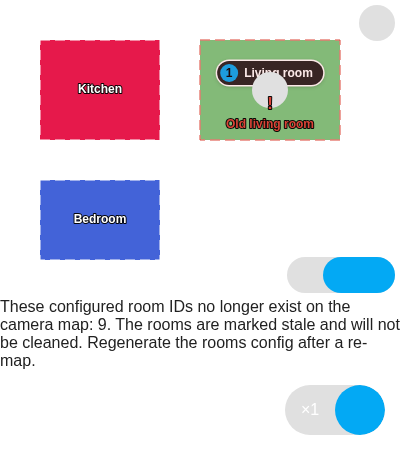 Kitchen
1 Living room
!
Old living room
Bedroom
These configured room IDs no longer exist on the
camera map: 9. The rooms are marked stale and will not
be cleaned. Regenerate the rooms config after a re-
map.
×1